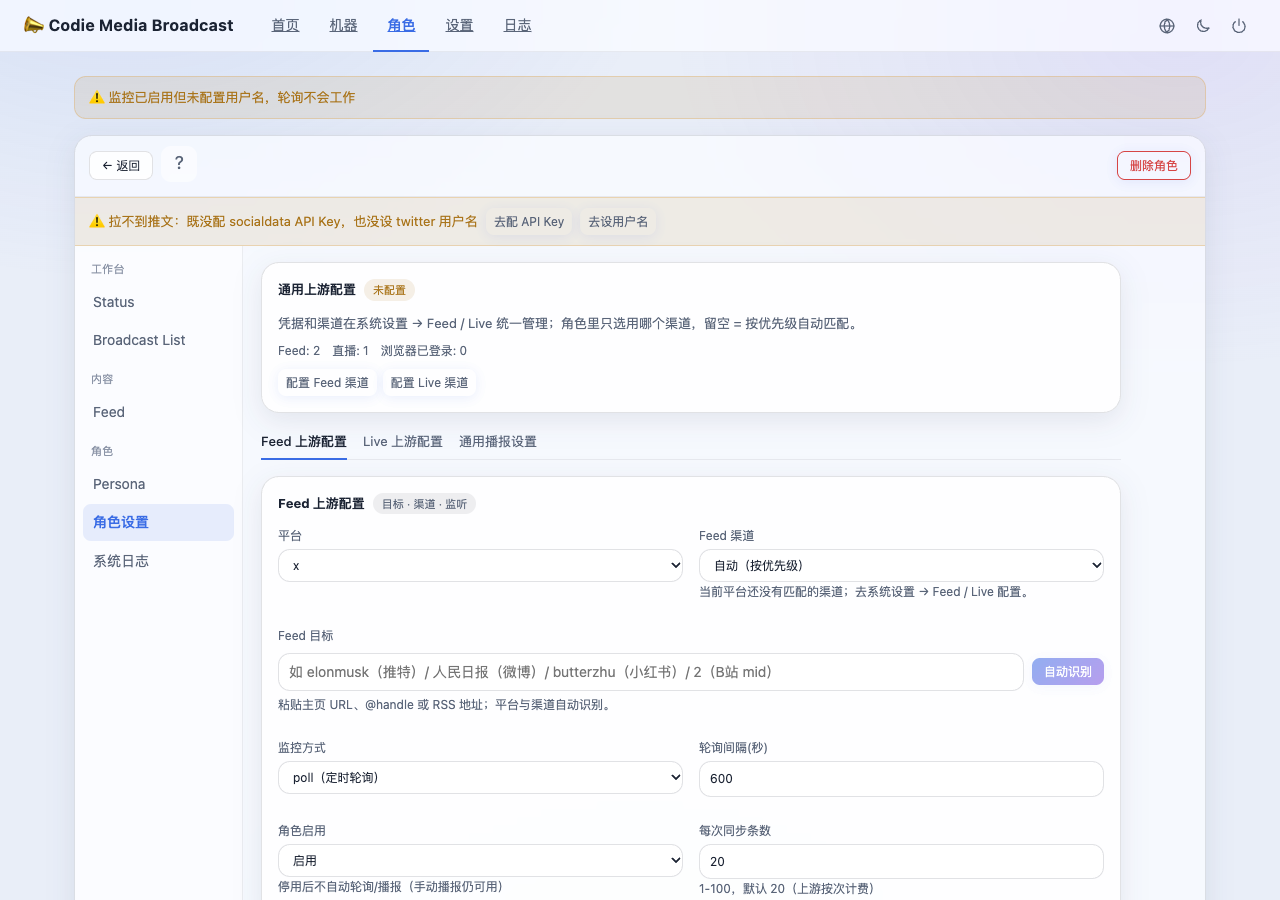 Codie Media Broadcast 首页 机器 角色 设置 日志
⚠️ 监控已启用但未配置用户名，轮询不会工作
← 返回 ? 删除角色
⚠️ 拉不到推文：既没配 socialdata API Key，也没设 twitter 用户名 去配 API Key 去设用户名
工作台
Status
Broadcast List
内容
Feed
角色
Persona
角色设置
系统日志
通用上游配置 未配置
凭据和渠道在系统设置 → Feed / Live 统一管理；角色里只选用哪个渠道，留空 = 按优先级自动匹配。
Feed: 2 直播: 1 浏览器已登录: 0
配置 Feed 渠道 配置 Live 渠道
Feed 上游配置 Live 上游配置 通用播报设置
Feed 上游配置 目标 · 渠道 · 监听
平台 Feed 渠道
x 自动（按优先级）
当前平台还没有匹配的渠道；去系统设置 → Feed / Live 配置。
Feed 目标
如 elonmusk（推特）/ 人民日报（微博）/ butterzhu（小红书）/ 2（B站 mid） 自动识别
粘贴主页 URL、@handle 或 RSS 地址；平台与渠道自动识别。
监控方式 轮询间隔(秒)
poll（定时轮询） 600
角色启用 每次同步条数
启用 20
停用后不自动轮询/播报（手动播报仍可用） 1-100，默认 20（上游按次计费）